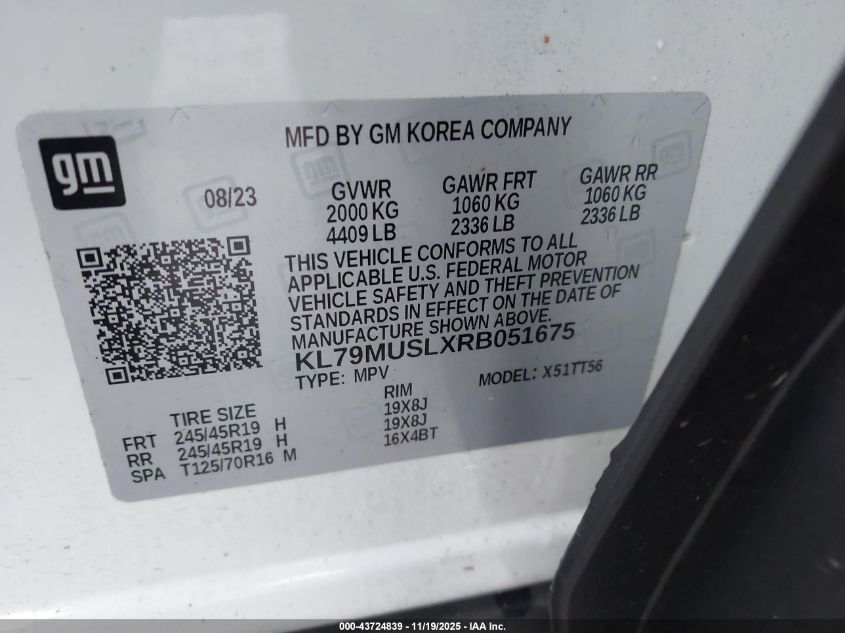 MFD BY GM KOREA COMPANY
gm
08/23
GVWR
2000 KG
4409 LB
GAWR FRT
1060 KG
2336 LB
GAWR RR
1060 KG
2336 LB
THIS VEHICLE CONFORMS TO ALL
APPLICABLE U.S. FEDERAL MOTOR
VEHICLE SAFETY AND THEFT PREVENTION
STANDARDS IN EFFECT ON THE DATE OF
MANUFACTURE SHOWN ABOVE.
KL79MUSLXRB051675
TYPE: MPV
MODEL: X51TT56
TIRE SIZE
RIM
FRT 245/45R19 H 19X8J
RR 245/45R19 H 19X8J
SPA T125/70R16 M 16X4BT
000-43724839 - 11/19/2025 - IAA Inc.